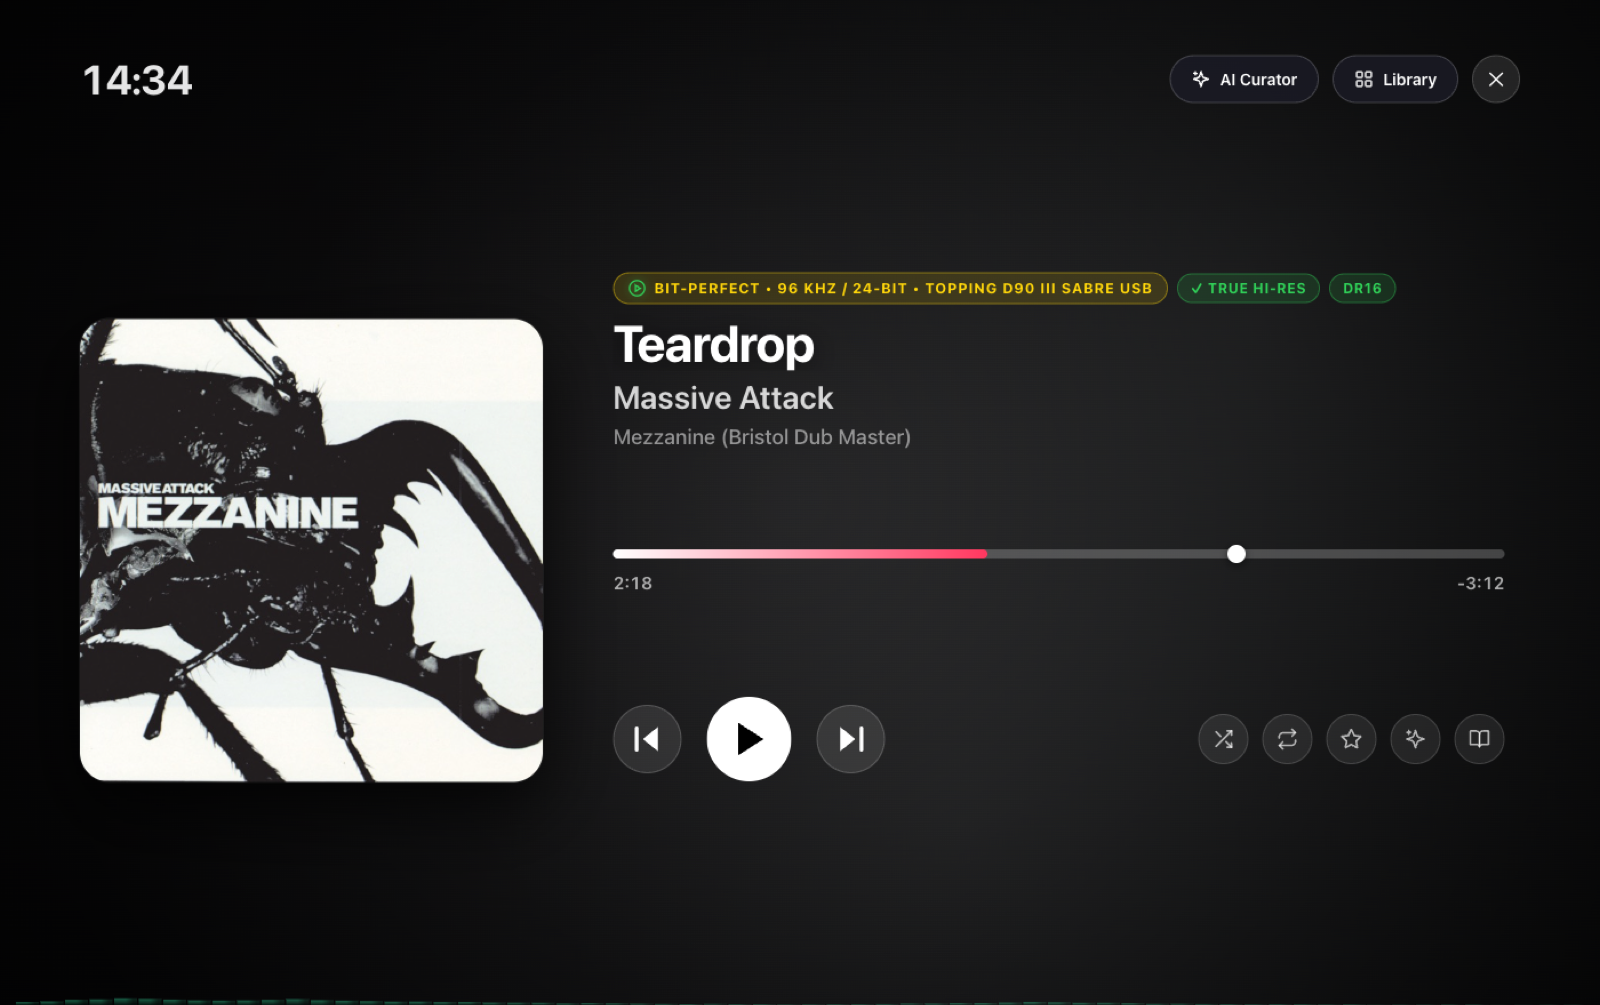 14:34
AI Curator
Library
BIT-PERFECT • 96 KHZ / 24-BIT • TOPPING D90 III SABRE USB
✓ TRUE HI-RES
DR16
Teardrop
Massive Attack
Mezzanine (Bristol Dub Master)
MASSIVE ATTACK
MEZZANINE
2:18
-3:12